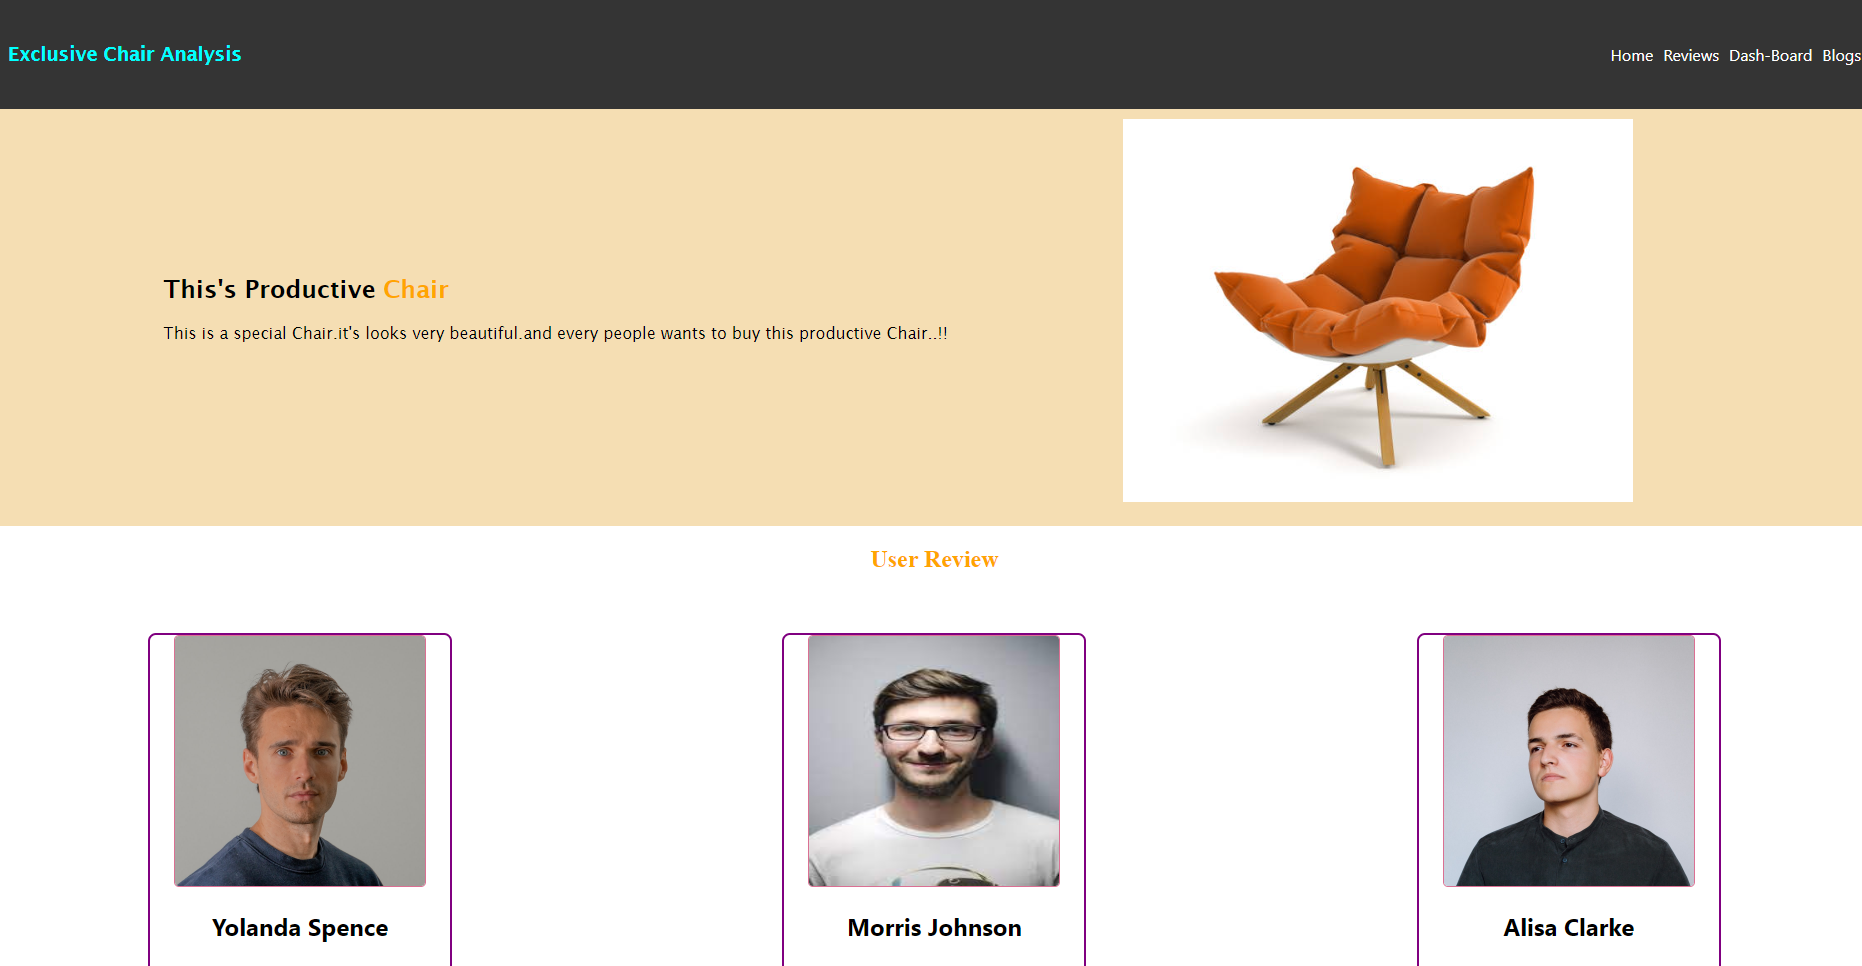 Exclusive Chair Analysis
Home Reviews Dash-Board Blogs
This's Productive Chair
This is a special Chair.it's looks very beautiful.and every people wants to buy this productive Chair..!!
User Review
Yolanda Spence
Morris Johnson
Alisa Clarke